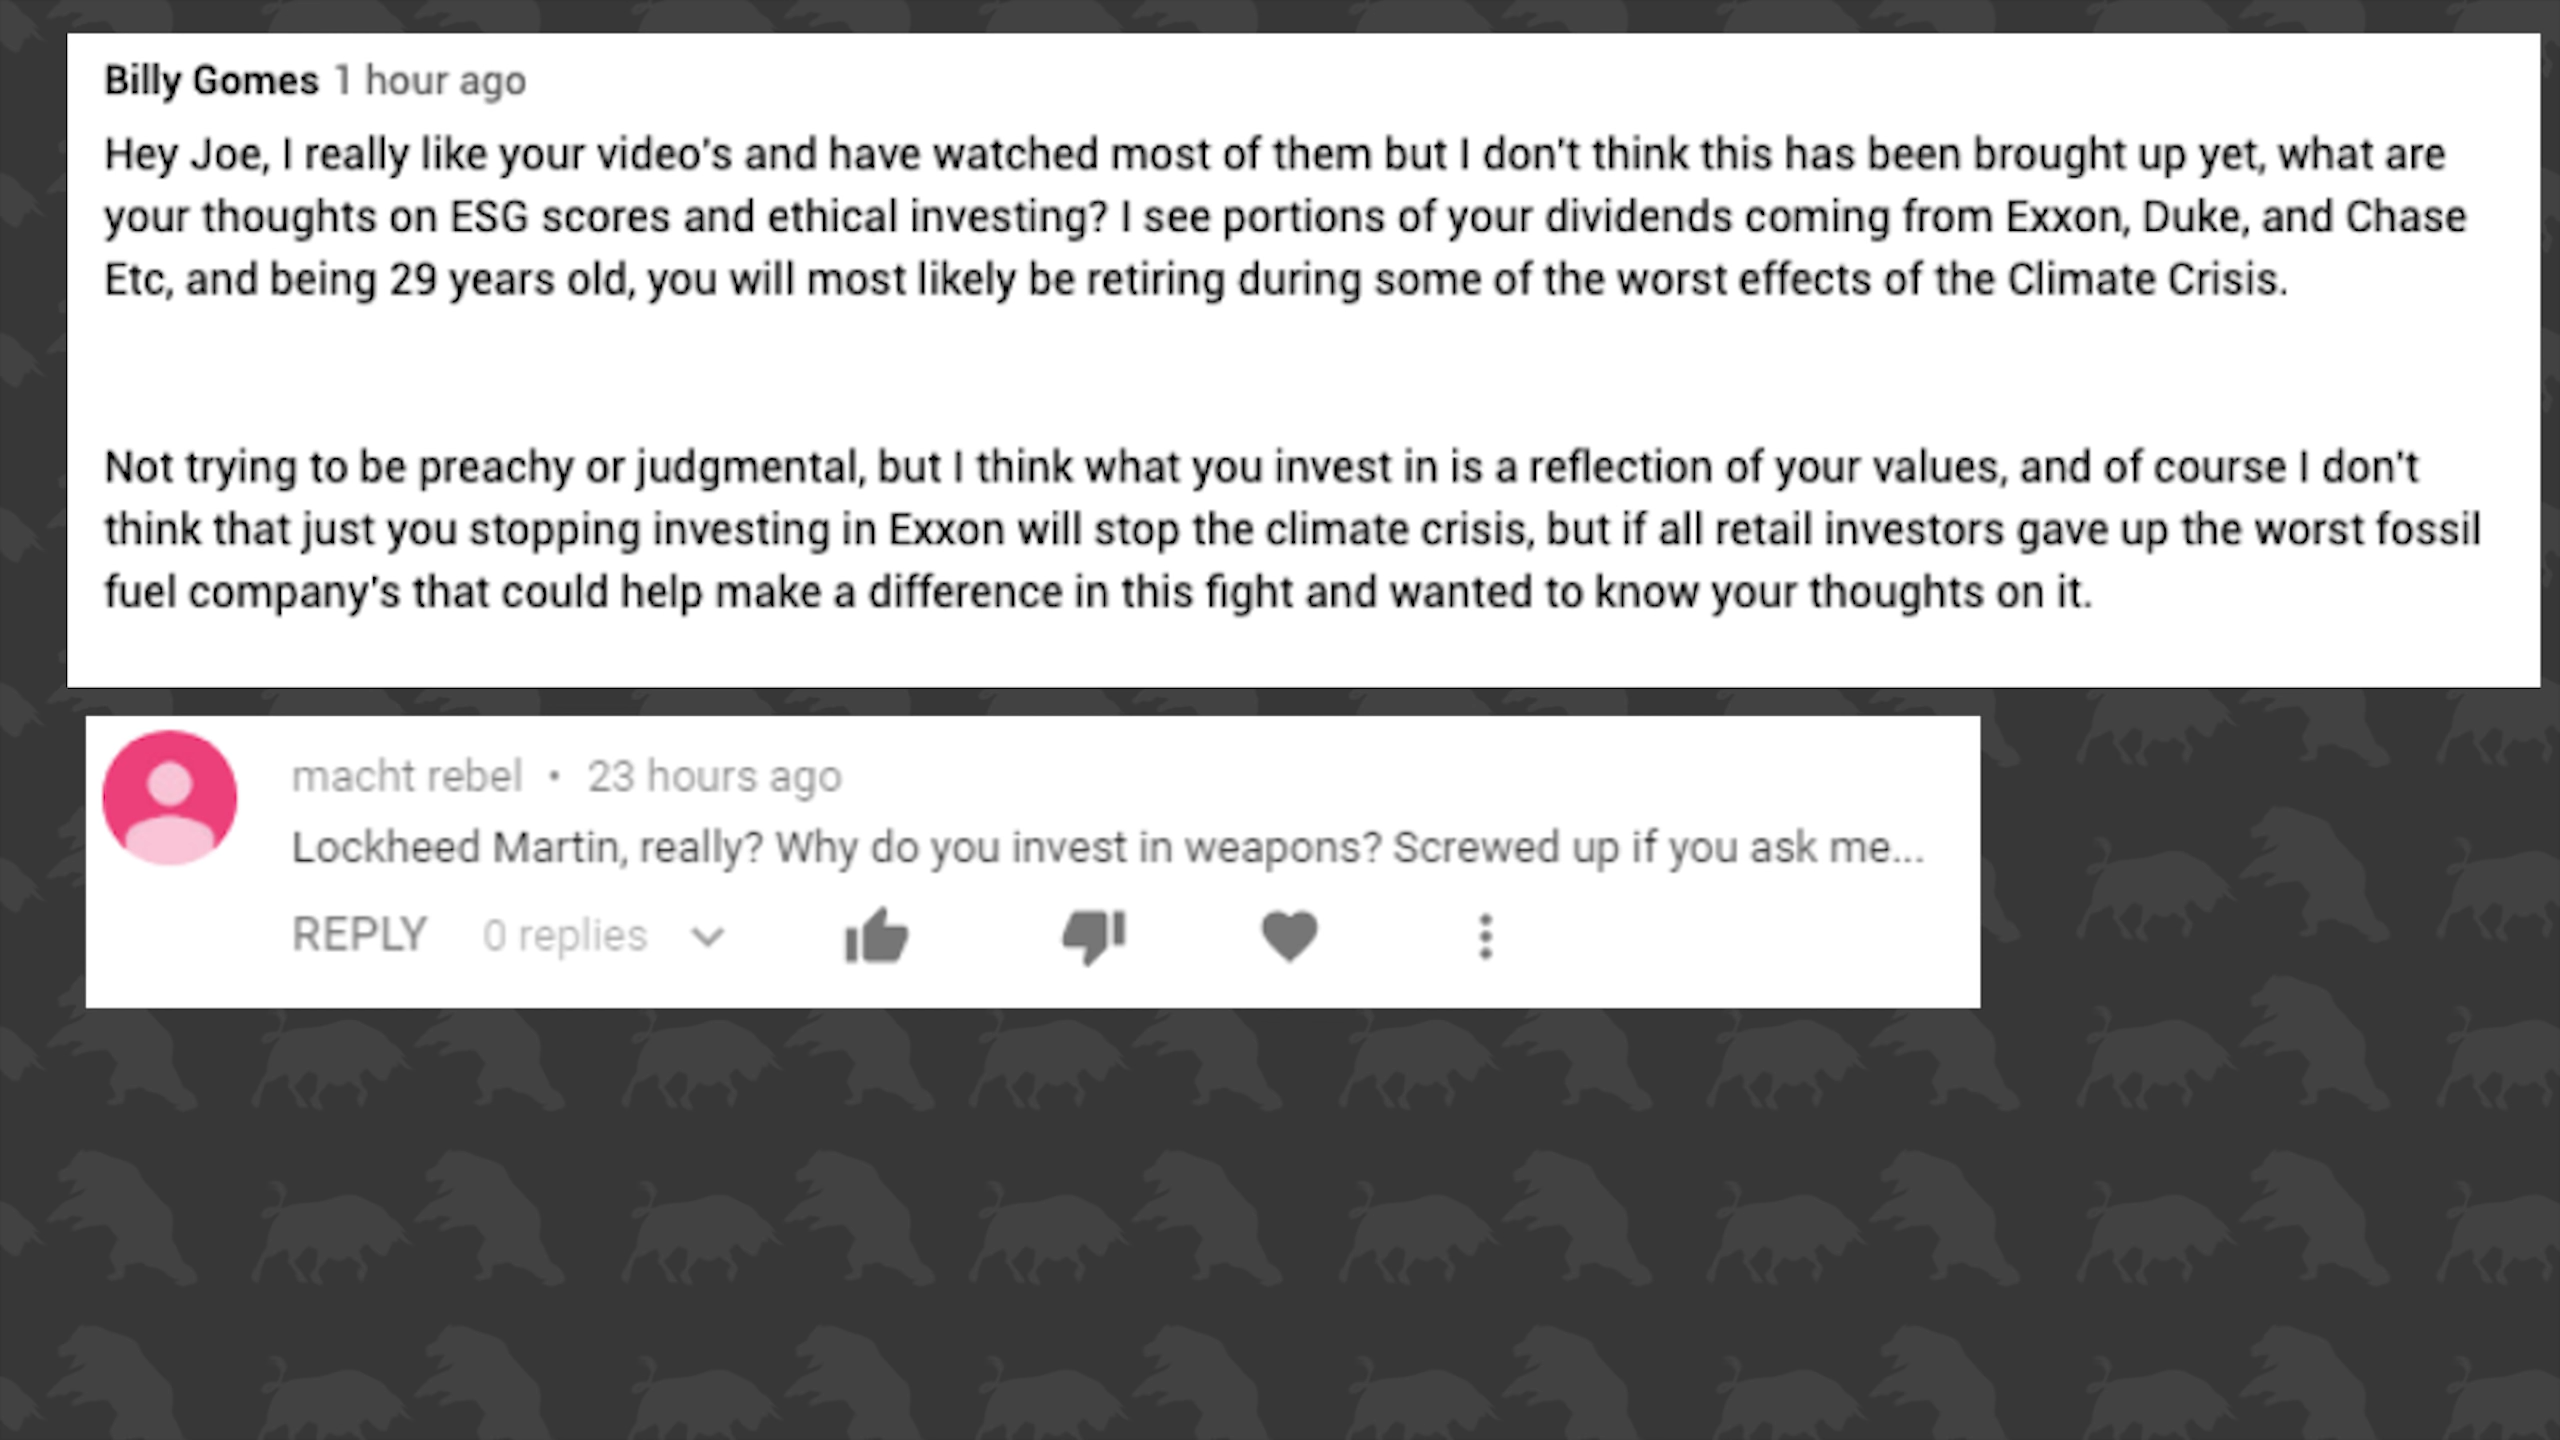 Billy Gomes 1 hour ago
Hey Joe, I really like your video's and have watched most of them but I don't think this has been brought up yet, what are
your thoughts on ESG scores and ethical investing? I see portions of your dividends coming from Exxon, Duke, and Chase
Etc, and being 29 years old, you will most likely be retiring during some of the worst effects of the Climate Crisis.
Not trying to be preachy or judgmental, but I think what you invest in is a reflection of your values, and of course I don't
think that just you stopping investing in Exxon will stop the climate crisis, but if all retail investors gave up the worst fossil
fuel company's that could help make a difference in this fight and wanted to know your thoughts on it.
macht rebel • 23 hours ago
Lockheed Martin, really? Why do you invest in weapons? Screwed up if you ask me...
REPLY 0 replies